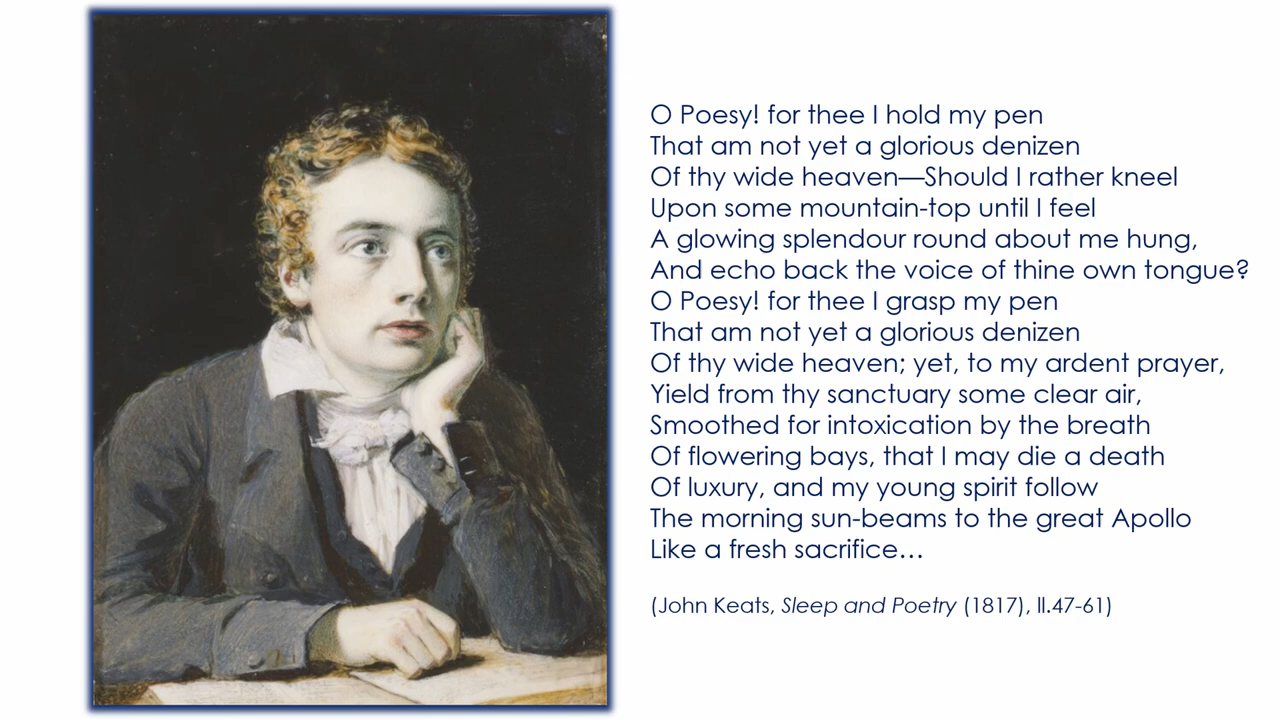 O Poesy! for thee I hold my pen
That am not yet a glorious denizen
Of thy wide heaven—Should I rather kneel
Upon some mountain-top until I feel
A glowing splendour round about me hung,
And echo back the voice of thine own tongue?
O Poesy! for thee I grasp my pen
That am not yet a glorious denizen
Of thy wide heaven; yet, to my ardent prayer,
Yield from thy sanctuary some clear air,
Smoothed for intoxication by the breath
Of flowering bays, that I may die a death
Of luxury, and my young spirit follow
The morning sun-beams to the great Apollo
Like a fresh sacrifice…
(John Keats, Sleep and Poetry (1817), ll.47-61)